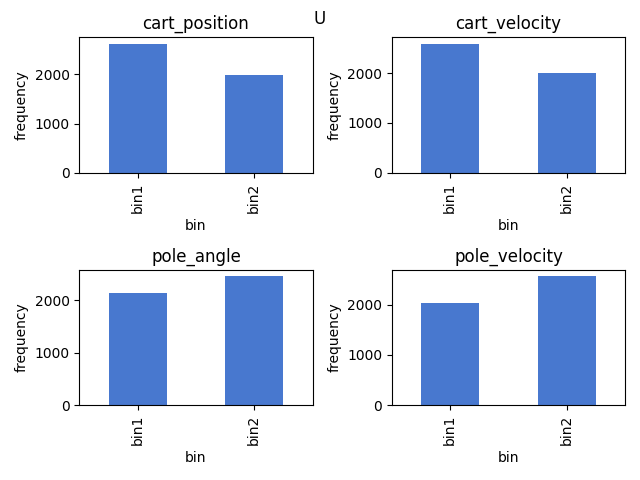 U
cart_position
frequency
2000
1000
0
bin1
bin2
bin
cart_velocity
frequency
2000
1000
0
bin1
bin2
bin
pole_angle
frequency
2000
1000
0
bin1
bin2
bin
pole_velocity
frequency
2000
1000
0
bin1
bin2
bin